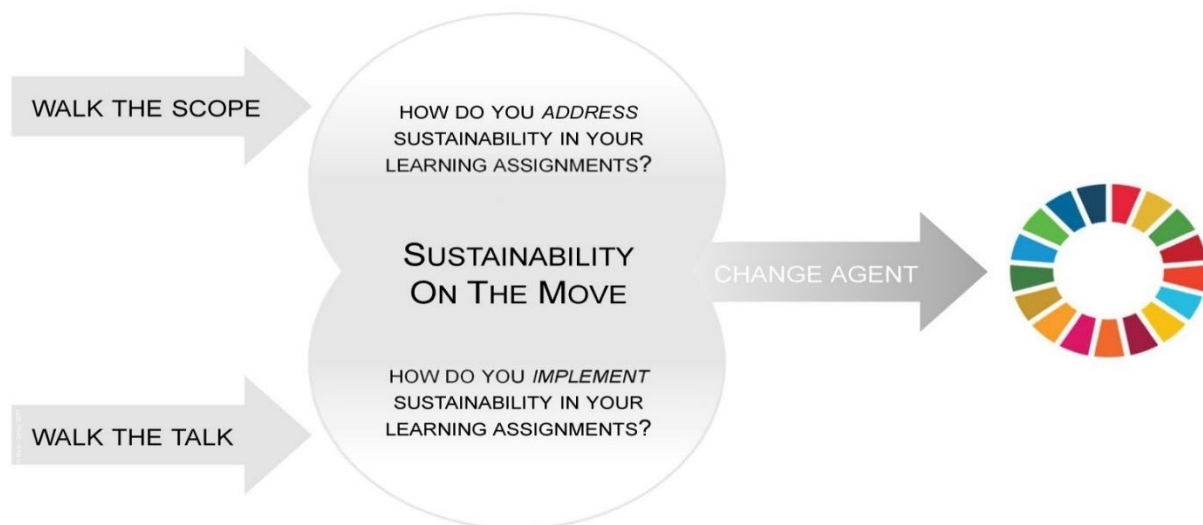 WALK THE SCOPE
HOW DO YOU ADDRESS
SUSTAINABILITY IN YOUR
LEARNING ASSIGNMENTS?
SUSTAINABILITY
ON THE MOVE
CHANGE AGENT
HOW DO YOU IMPLEMENT
SUSTAINABILITY IN YOUR
LEARNING ASSIGNMENTS?
WALK THE TALK